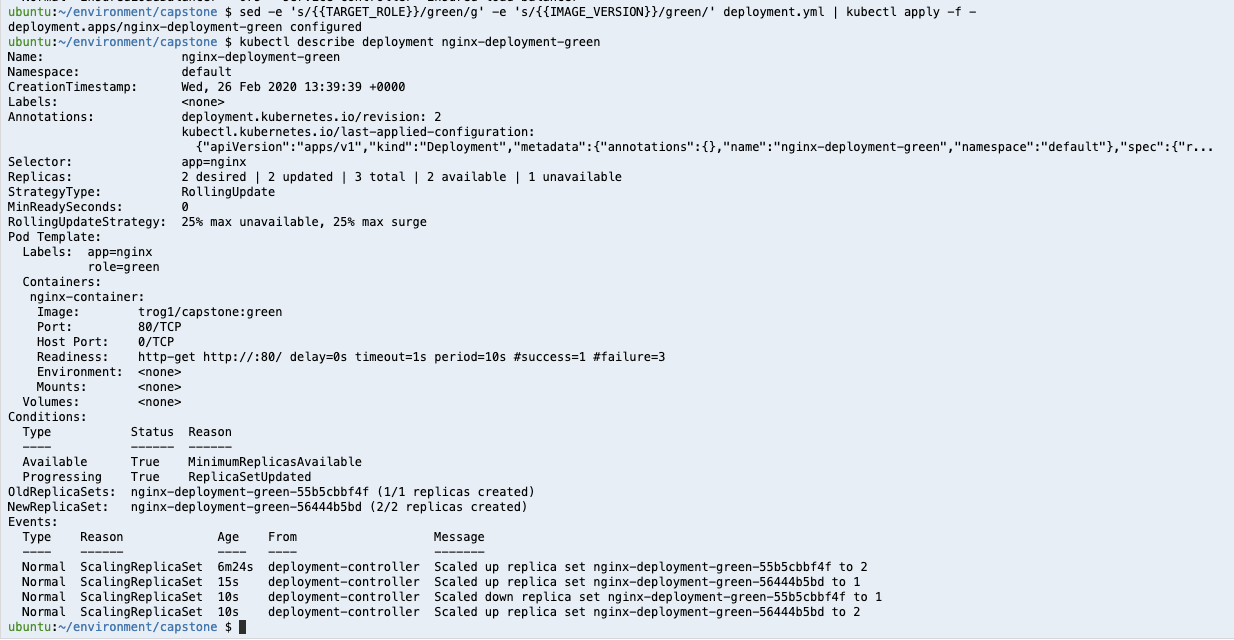 ubuntu:~/environment/capstone $ sed -e 's/{{TARGET_ROLE}}/green/g' -e 's/{{IMAGE_VERSION}}/green/' deployment.yml | kubectl apply -f -
deployment.apps/nginx-deployment-green configured
ubuntu:~/environment/capstone $ kubectl describe deployment nginx-deployment-green
Name:                   nginx-deployment-green
Namespace:              default
CreationTimestamp:      Wed, 26 Feb 2020 13:39:39 +0000
Labels:                 <none>
Annotations:            deployment.kubernetes.io/revision: 2
                        kubectl.kubernetes.io/last-applied-configuration:
                          {"apiVersion":"apps/v1","kind":"Deployment","metadata":{"annotations":{},"name":"nginx-deployment-green","namespace":"default"},"spec":{"r...
Selector:               app=nginx
Replicas:               2 desired | 2 updated | 3 total | 2 available | 1 unavailable
StrategyType:           RollingUpdate
MinReadySeconds:        0
RollingUpdateStrategy:  25% max unavailable, 25% max surge
Pod Template:
  Labels:  app=nginx
           role=green
  Containers:
   nginx-container:
    Image:        trog1/capstone:green
    Port:         80/TCP
    Host Port:    0/TCP
    Readiness:    http-get http://:80/ delay=0s timeout=1s period=10s #success=1 #failure=3
    Environment:  <none>
    Mounts:       <none>
  Volumes:        <none>
Conditions:
  Type           Status  Reason
  ----           ------  ------
  Available      True    MinimumReplicasAvailable
  Progressing    True    ReplicaSetUpdated
OldReplicaSets:  nginx-deployment-green-55b5cbbf4f (1/1 replicas created)
NewReplicaSet:   nginx-deployment-green-56444b5bd (2/2 replicas created)
Events:
  Type    Reason             Age    From                   Message
  ----    ------             ----   ----                   -------
  Normal  ScalingReplicaSet  6m24s  deployment-controller  Scaled up replica set nginx-deployment-green-55b5cbbf4f to 2
  Normal  ScalingReplicaSet  15s    deployment-controller  Scaled up replica set nginx-deployment-green-56444b5bd to 1
  Normal  ScalingReplicaSet  10s    deployment-controller  Scaled down replica set nginx-deployment-green-55b5cbbf4f to 1
  Normal  ScalingReplicaSet  10s    deployment-controller  Scaled up replica set nginx-deployment-green-56444b5bd to 2
ubuntu:~/environment/capstone $